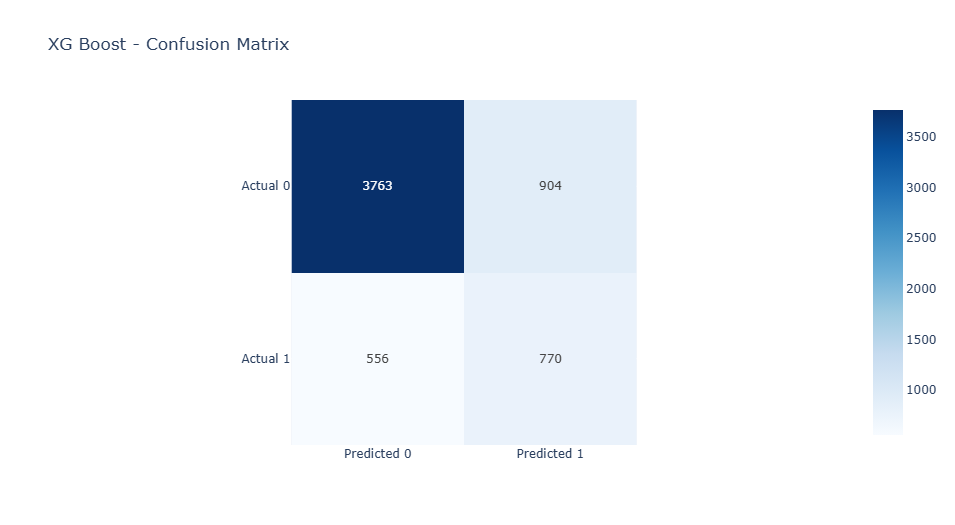 XG Boost - Confusion Matrix
Actual 0
3763
904
Actual 1
556
770
Predicted 0
Predicted 1
3500
3000
2500
2000
1500
1000